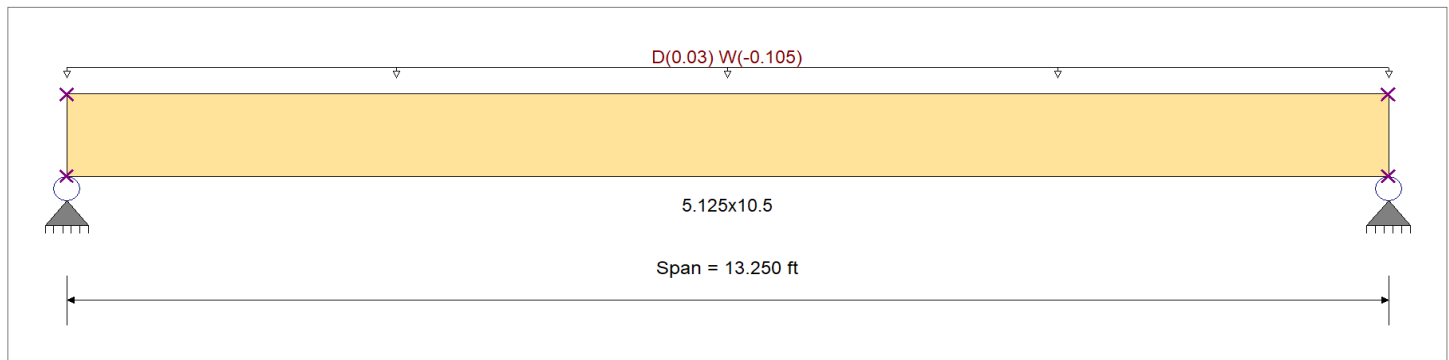 D(0.03) W(-0.105)
5.125x10.5
Span = 13.250 ft